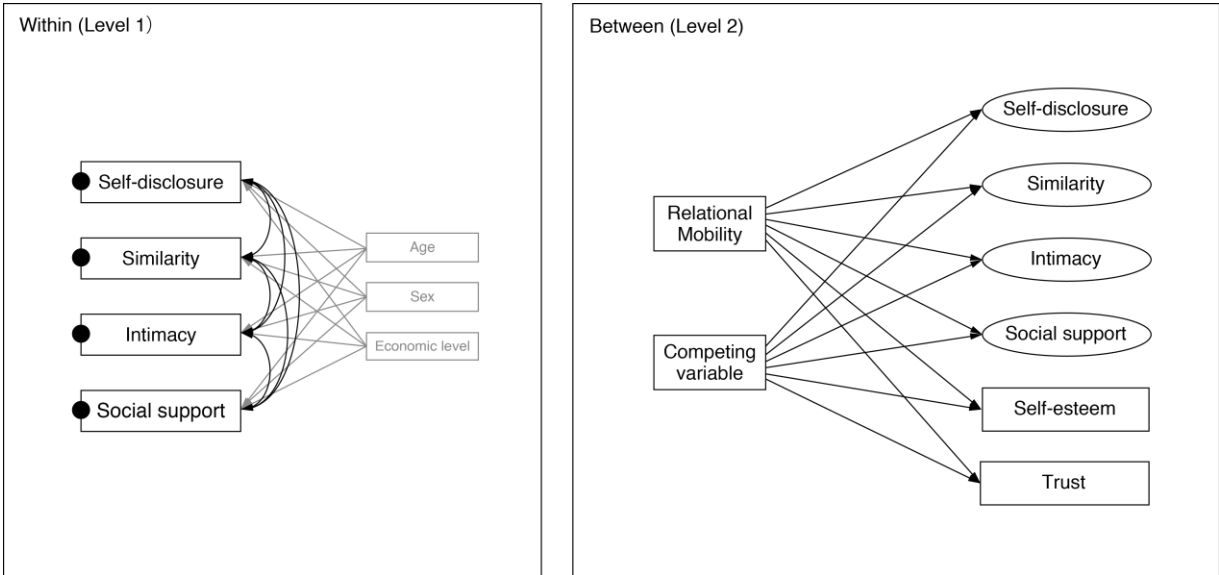 Within (Level 1)
Self-disclosure
Similarity
Intimacy
Social support
Age
Sex
Economic level
Between (Level 2)
Relational
Mobility
Competing
variable
Self-disclosure
Similarity
Intimacy
Social support
Self-esteem
Trust